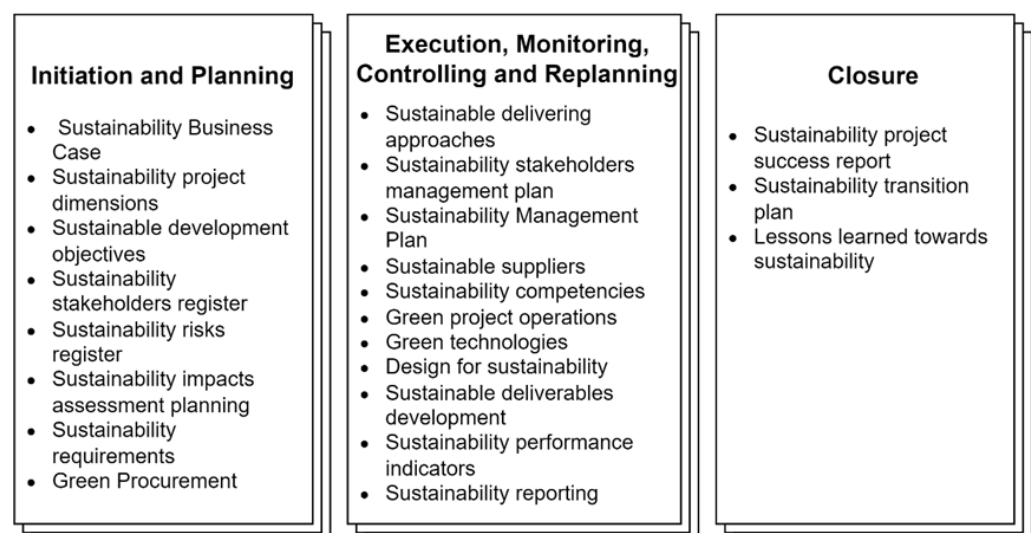 Initiation and Planning
• Sustainability Business
Case
• Sustainability project
dimensions
• Sustainable development
objectives
• Sustainability
stakeholders register
• Sustainability risks
register
• Sustainability impacts
assessment planning
• Sustainability
requirements
• Green Procurement
Execution, Monitoring,
Controlling and Replanning
• Sustainable delivering
approaches
• Sustainability stakeholders
management plan
• Sustainability Management
Plan
• Sustainable suppliers
• Sustainability competencies
• Green project operations
• Green technologies
• Design for sustainability
• Sustainable deliverables
development
• Sustainability performance
indicators
• Sustainability reporting
Closure
• Sustainability project
success report
• Sustainability transition
plan
• Lessons learned towards
sustainability